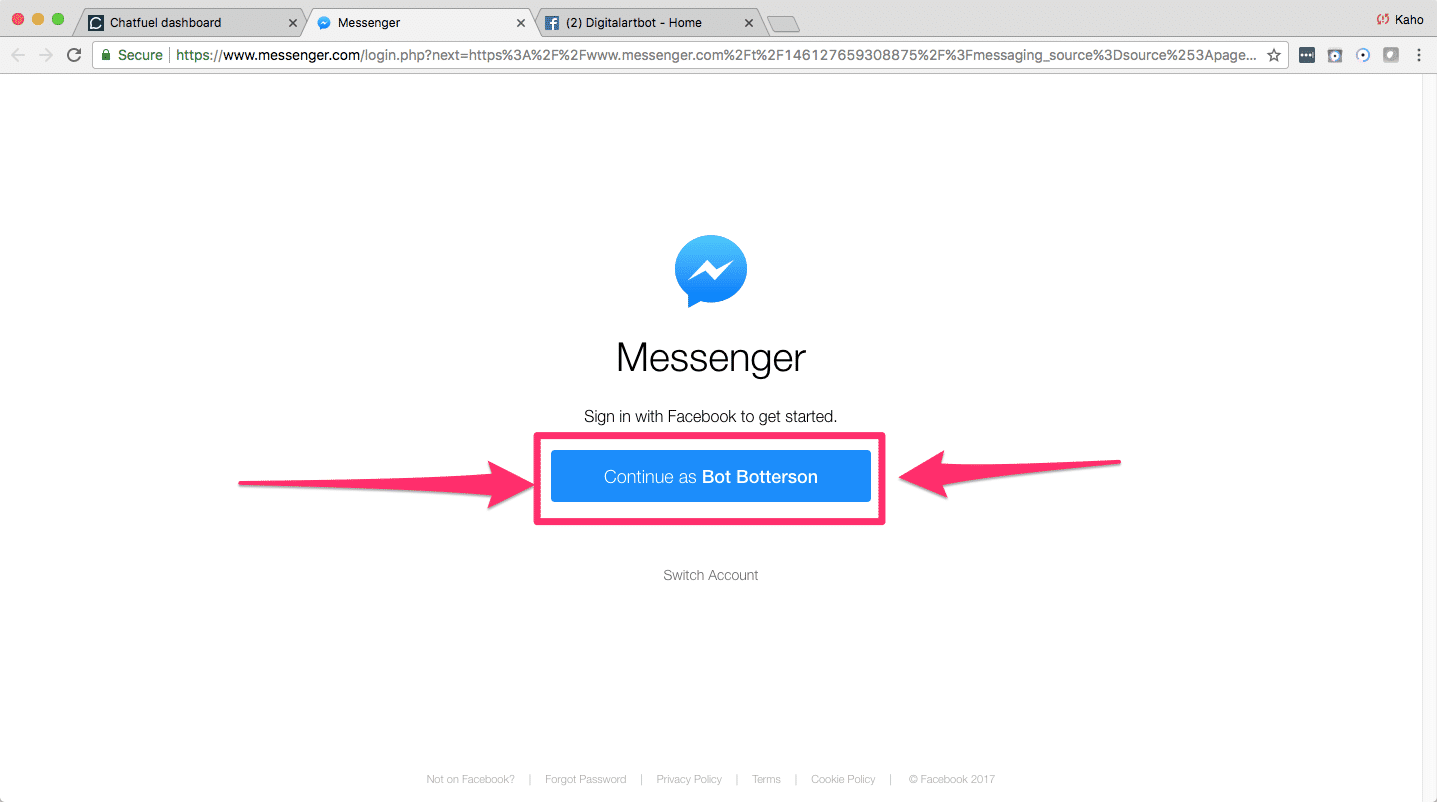 Chatfuel dashboard
Messenger
(2) Digitalartbot - Home
Kaho
Secure
https://www.messenger.com/login.php?next=https%3A%2F%2Fwww.messenger.com%2Ft%2F146127659308875%2F%3Fmessaging_source%3Dsource%253Apage...
Messenger
Sign in with Facebook to get started.
Continue as Bot Botterson
Switch Account
Not on Facebook? | Forgot Password | Privacy Policy | Terms | Cookie Policy | © Facebook 2017